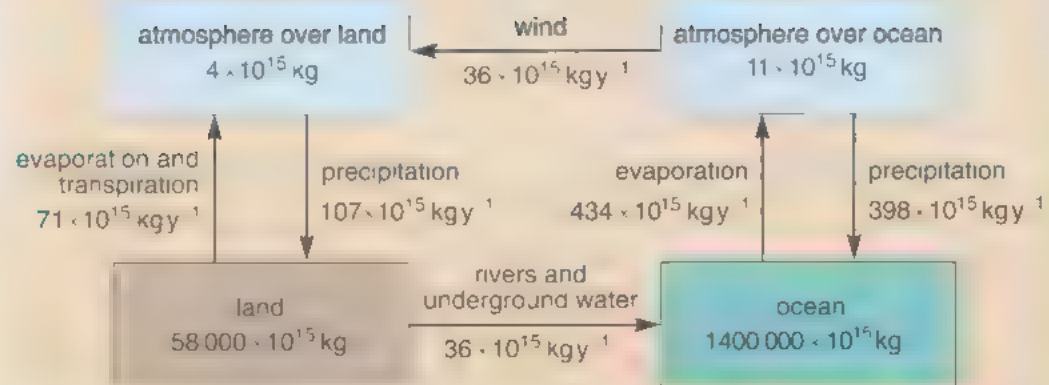 atmosphere over land
4 × 10¹⁵ kg
wind
36 × 10¹⁵ kg y⁻¹
atmosphere over ocean
11 × 10¹⁵ kg
evaporation and
transpiration
71 × 10¹⁵ kg y⁻¹
precipitation
107 × 10¹⁵ kg y⁻¹
evaporation
434 × 10¹⁵ kg y⁻¹
precipitation
398 × 10¹⁵ kg y⁻¹
land
58 000 × 10¹⁵ kg
rivers and
underground water
36 × 10¹⁵ kg y⁻¹
ocean
1400 000 × 10¹⁵ kg